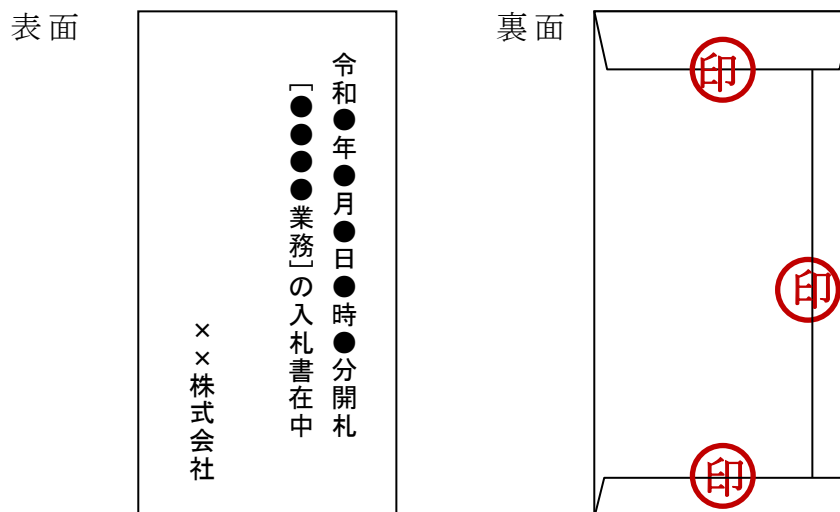 表面
令和●年●月●日●時●分開札
［●●●●業務］の入札書在中
××株式会社
裏面
印
印
印